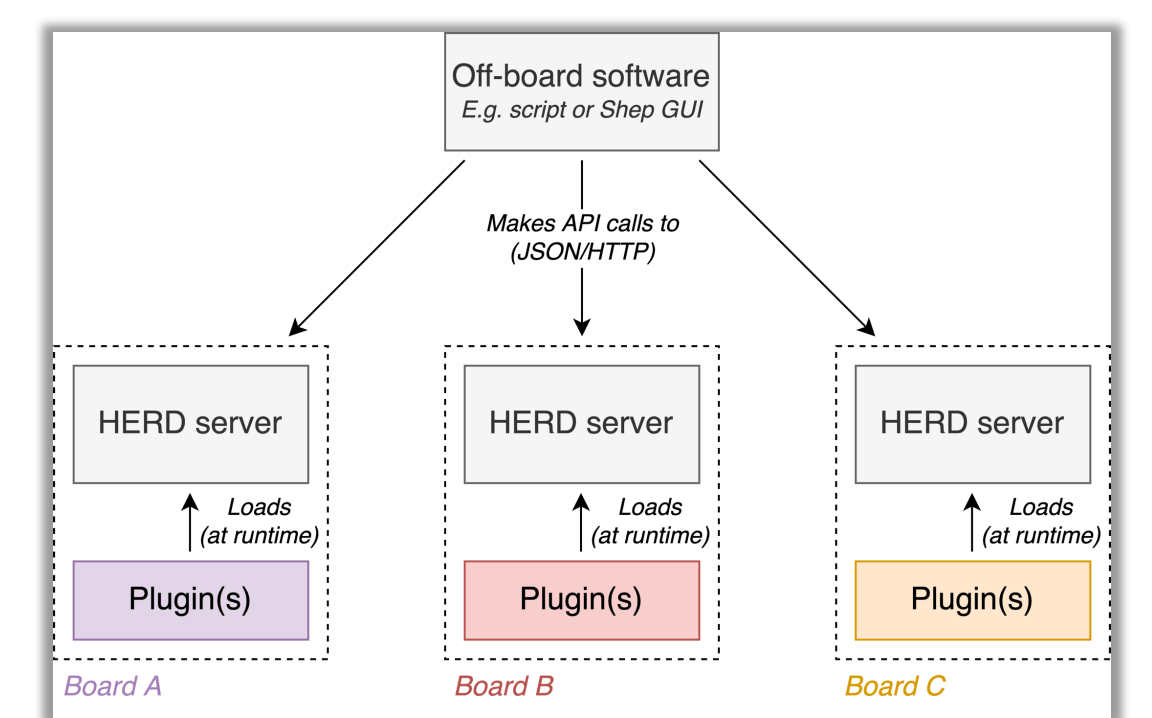 Off-board software
E.g. script or Shep GUI
Makes API calls to
(JSON/HTTP)
HERD server
HERD server
HERD server
Loads
(at runtime)
Loads
(at runtime)
Loads
(at runtime)
Plugin(s)
Plugin(s)
Plugin(s)
Board A
Board B
Board C